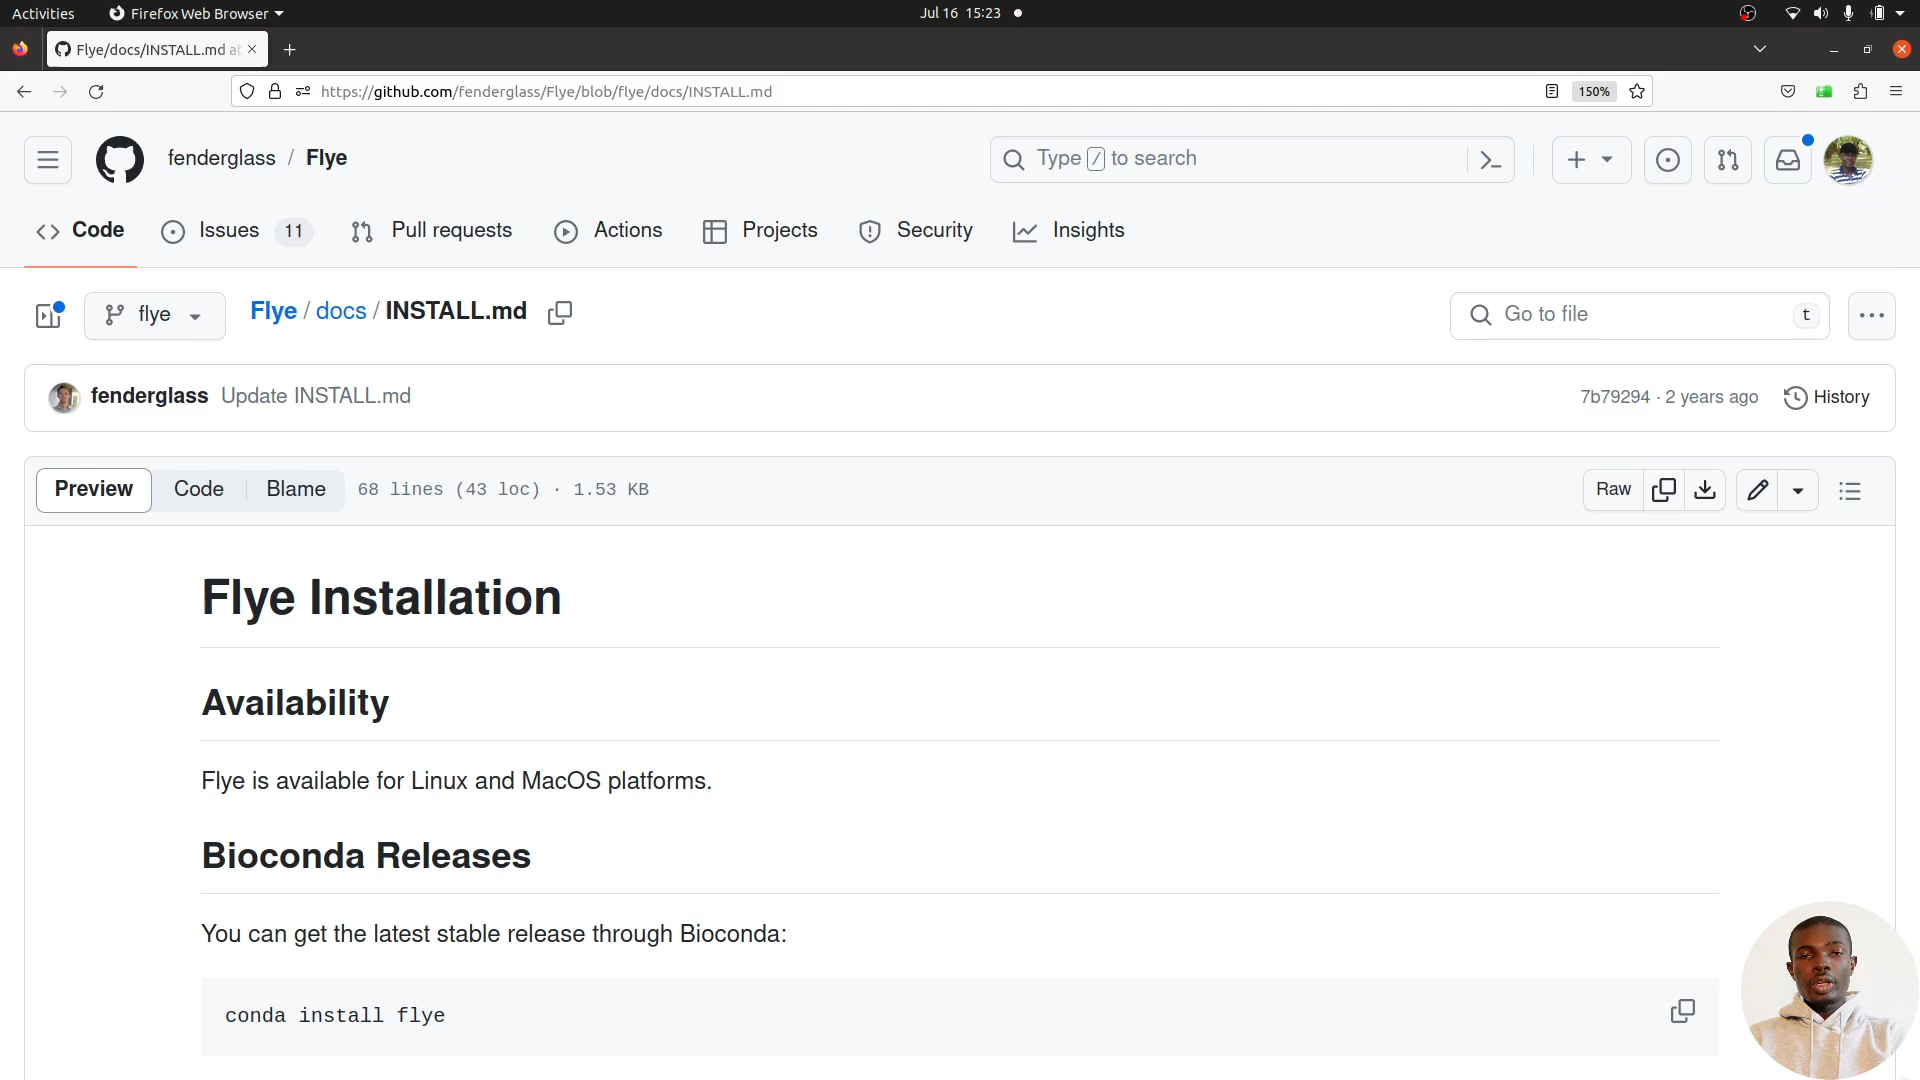 Activities Firefox Web Browser Jul 16 15:23
Flye/docs/INSTALL.md at
https://github.com/fenderglass/Flye/blob/flye/docs/INSTALL.md 150%
fenderglass / Flye Type / to search
Code Issues 11 Pull requests Actions Projects Security Insights
flye Flye / docs / INSTALL.md Go to file t
fenderglass Update INSTALL.md 7b79294 · 2 years ago History
Preview Code Blame 68 lines (43 loc) · 1.53 KB Raw
Flye Installation
Availability
Flye is available for Linux and MacOS platforms.
Bioconda Releases
You can get the latest stable release through Bioconda:
conda install flye